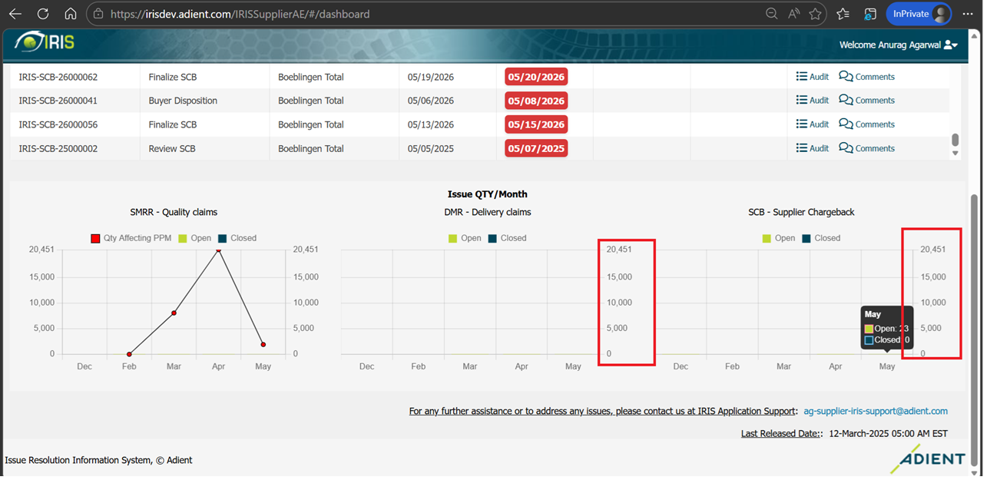 https://irisdev.adient.com/IRISSupplierAE/#/dashboard
InPrivate
IRIS
Welcome Anurag Agarwal
IRIS-SCB-26000062 Finalize SCB Boeblingen Total 05/19/2026 05/20/2026 Audit Comments
IRIS-SCB-26000041 Buyer Disposition Boeblingen Total 05/06/2026 05/08/2026 Audit Comments
IRIS-SCB-26000056 Finalize SCB Boeblingen Total 05/13/2026 05/15/2026 Audit Comments
IRIS-SCB-25000002 Review SCB Boeblingen Total 05/05/2025 05/07/2025 Audit Comments
Issue QTY/Month
SMRR - Quality claims
Qty Affecting PPM Open Closed
20,451 20,451
15,000 15,000
10,000 10,000
5,000 5,000
0 0
Dec Feb Mar Apr May
DMR - Delivery claims
Open Closed
20,451
15,000
10,000
5,000
0
Dec Feb Mar Apr May
SCB - Supplier Chargeback
Open Closed
20,451
15,000
10,000
5,000
0
May
Open: 23
Closed: 0
Dec Feb Mar Apr May
For any further assistance or to address any issues, please contact us at IRIS Application Support: ag-supplier-iris-support@adient.com
Last Released Date:: 12-March-2025 05:00 AM EST
Issue Resolution Information System, © Adient
ADIENT